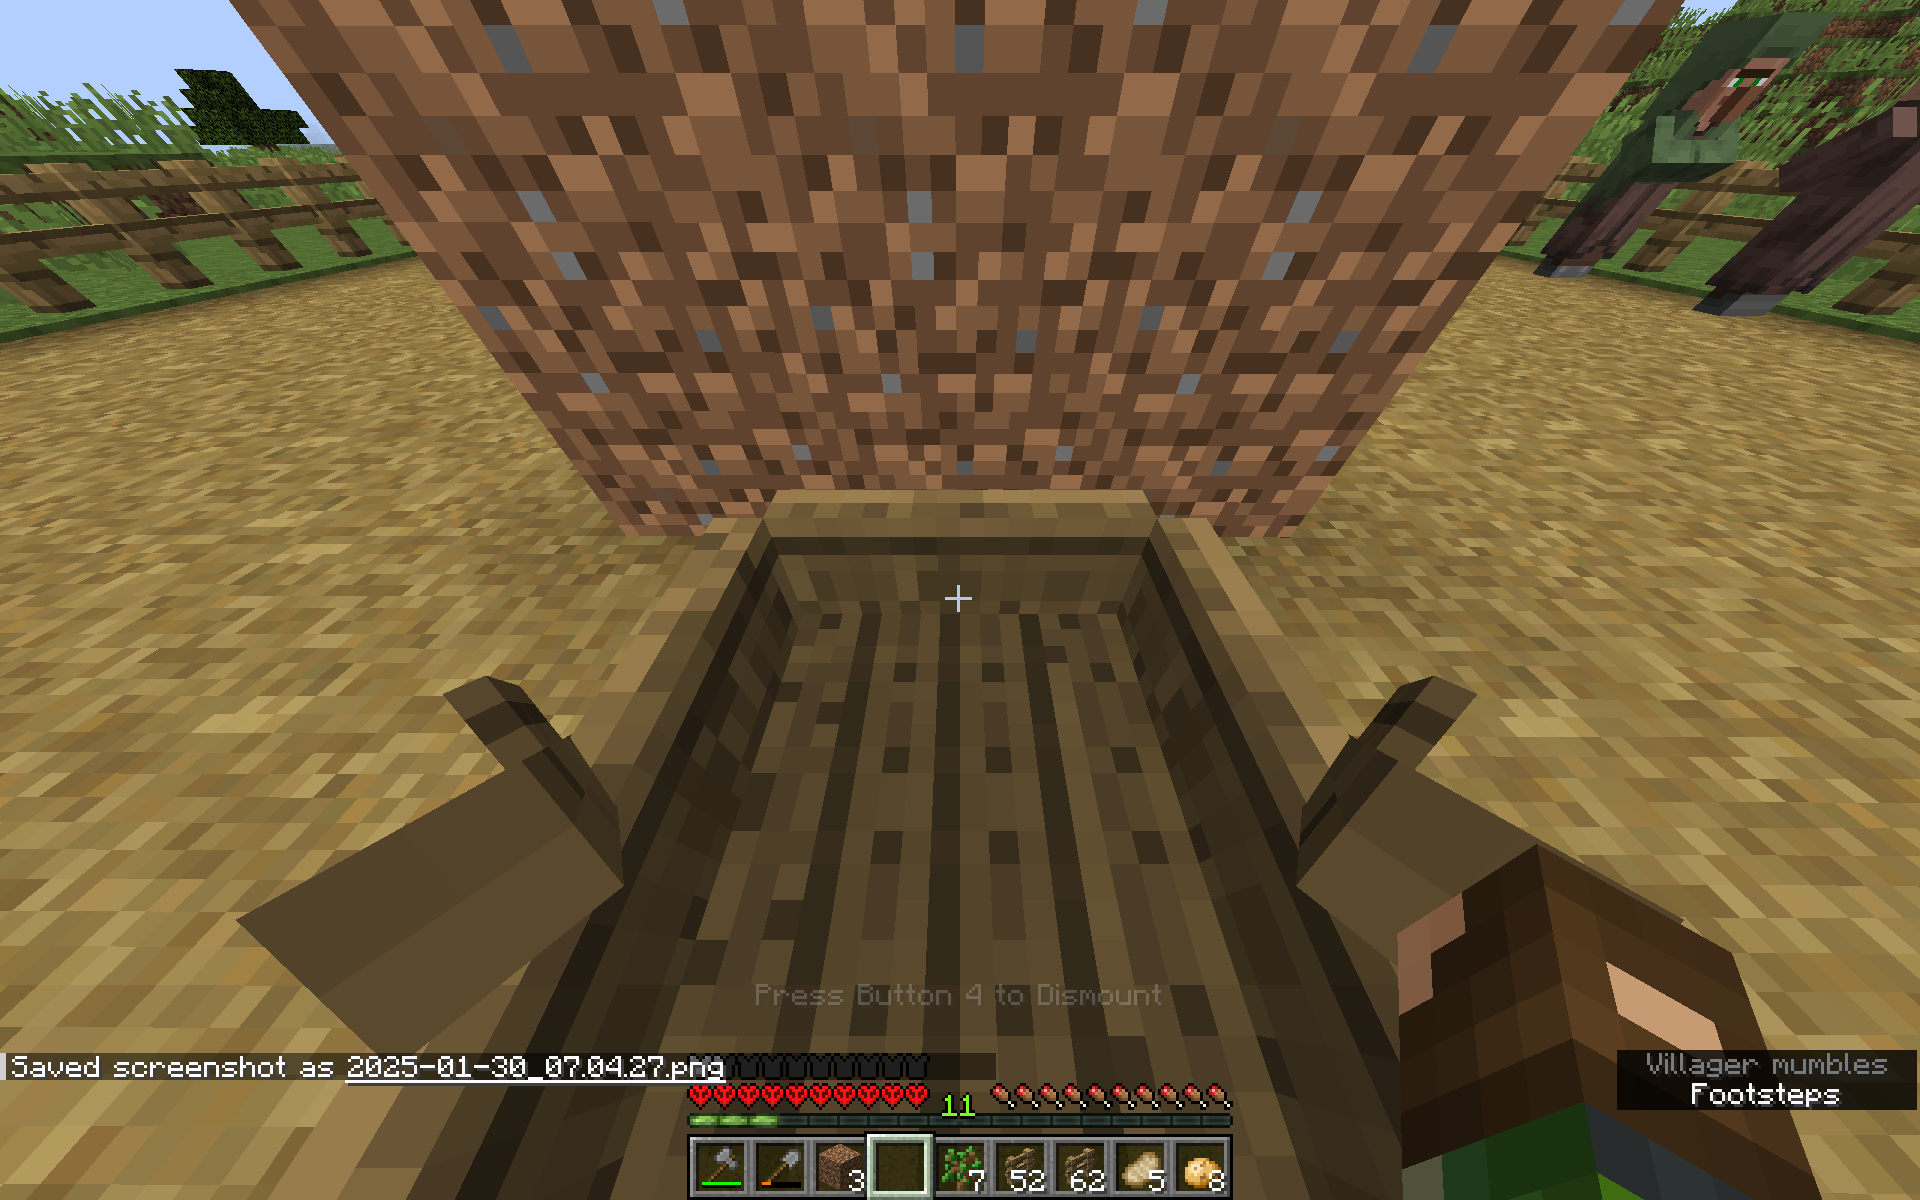 Press Button 4 to Dismount
Saved screenshot as 2025-01-30_07.04.27.png
Villager mumbles
Footsteps
11
3
7
52
62
5
8